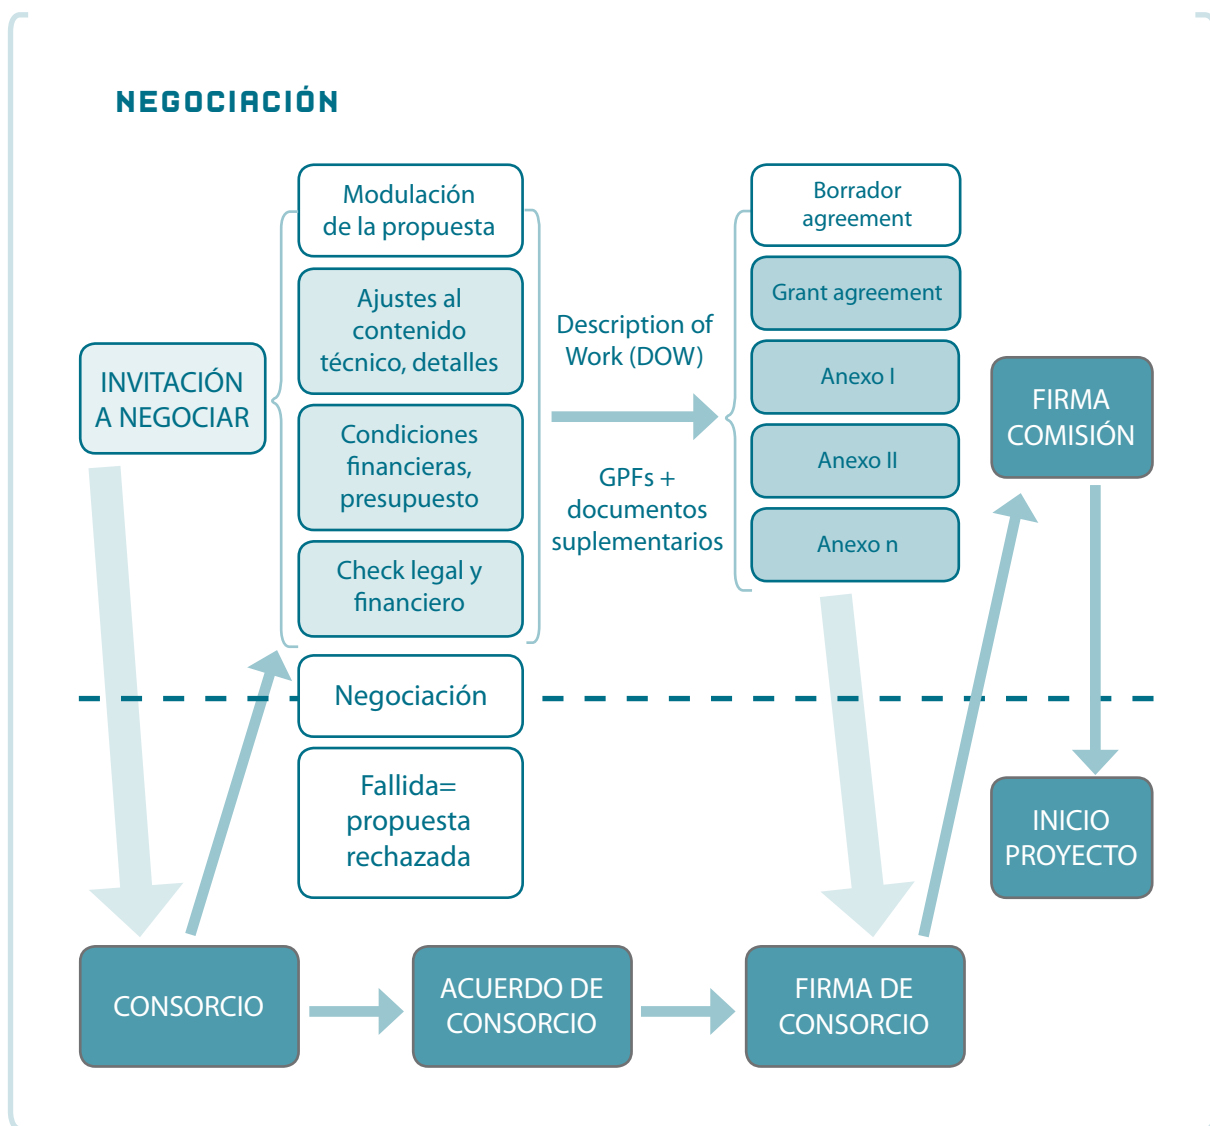 NEGOCIACIÓN
INVITACIÓN
A NEGOCIAR
Modulación
de la propuesta
Ajustes al
contenido
técnico, detalles
Condiciones
financieras,
presupuesto
Check legal y
financiero
Negociación
Fallida=
propuesta
rechazada
Description of
Work (DOW)
GPFs +
documentos
suplementarios
Borrador
agreement
Grant agreement
Anexo I
Anexo II
Anexo n
FIRMA
COMISIÓN
INICIO
PROYECTO
CONSORCIO
ACUERDO DE
CONSORCIO
FIRMA DE
CONSORCIO